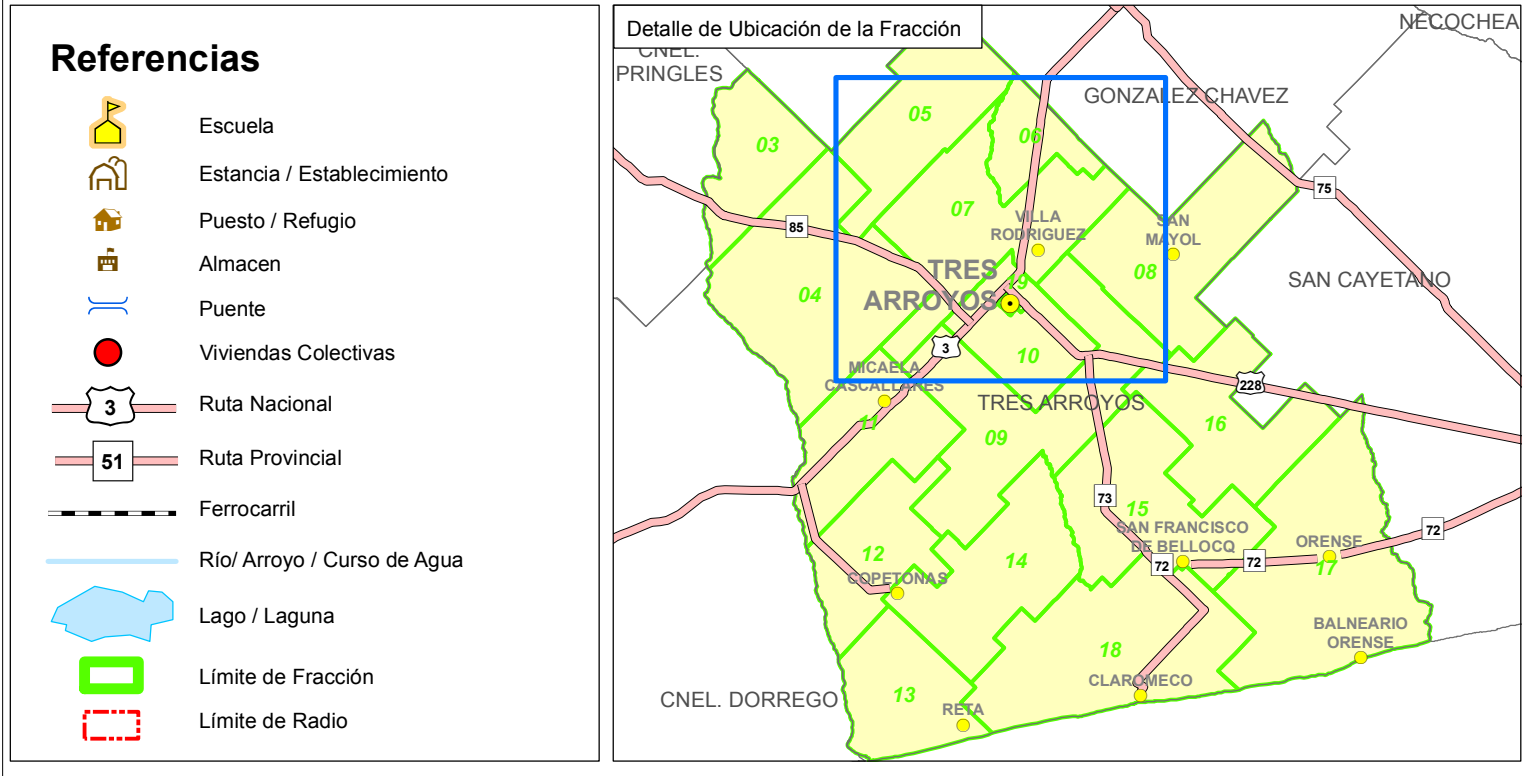 Referencias
Escuela
Estancia / Establecimiento
Puesto / Refugio
Almacen
Puente
Viviendas Colectivas
3
Ruta Nacional
51
Ruta Provincial
Ferrocarril
Río/ Arroyo / Curso de Agua
Lago / Laguna
Límite de Fracción
Límite de Radio
Detalle de Ubicación de la Fracción
NECOCHEA
CNEL.
PRINGLES
GONZALEZ CHAVEZ
05
06
03
75
07
VILLA
RODRIGUEZ
SAN
MAYOL
85
08
TRES
ARROYOS
19
SAN CAYETANO
04
3
10
MICAELA
CASCALLARES
228
TRES ARROYOS
11
09
16
73
15
SAN FRANCISCO
DE BELLOCQ
72
72
ORENSE
17
72
12
14
COPETONAS
BALNEARIO
ORENSE
18
CLAROMECO
13
CNEL. DORREGO
RETA